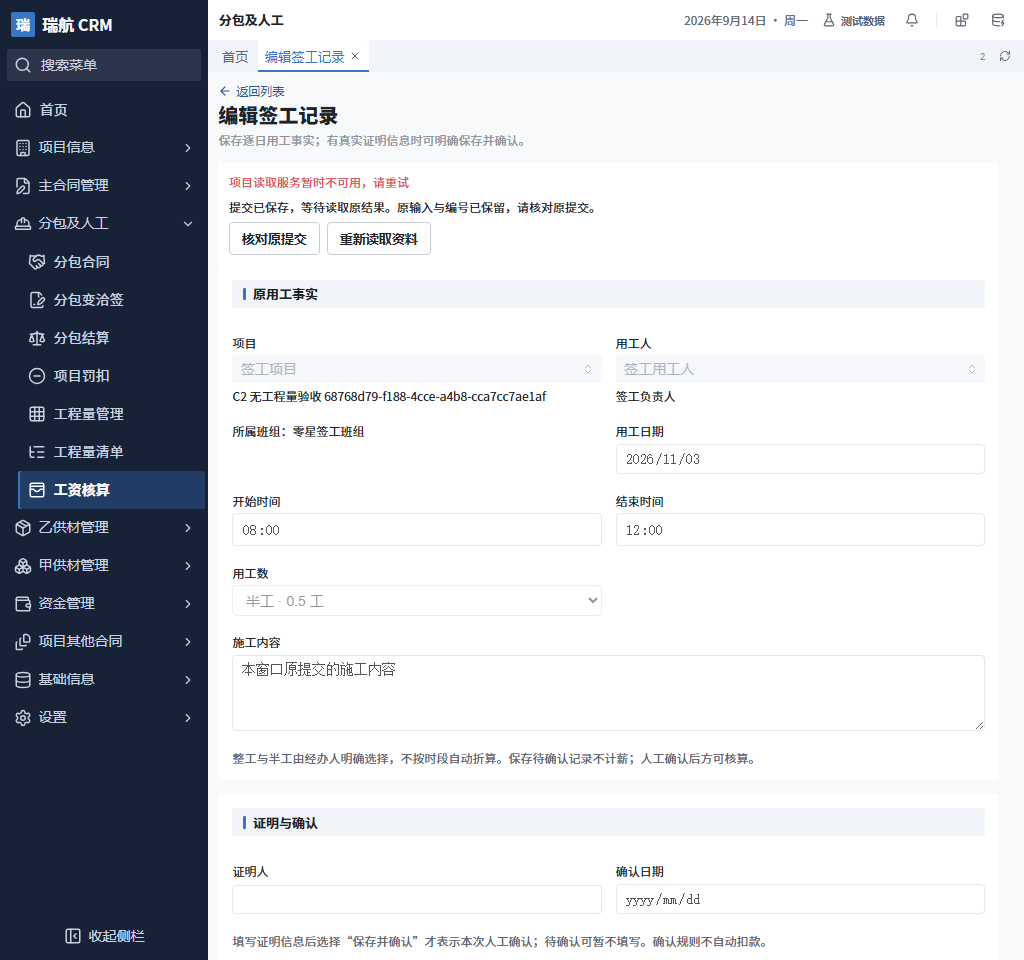 瑞 瑞航 CRM
搜索菜单
首页
项目信息
主合同管理
分包及人工
分包合同
分包变洽签
分包结算
项目罚扣
工程量管理
工程量清单
工资核算
乙供材管理
甲供材管理
资金管理
项目其他合同
基础信息
设置
收起侧栏
分包及人工
2026年9月14日 · 周一 测试数据
首页 编辑签工记录 × 2
← 返回列表
编辑签工记录
保存逐日用工事实；有真实证明信息时可明确保存并确认。
项目读取服务暂时不可用，请重试
提交已保存，等待读取原结果。原输入与编号已保留，请核对原提交。
核对原提交 重新读取资料
原用工事实
项目 用工人
签工项目 签工用工人
C2 无工程量验收 68768d79-f188-4cce-a4b8-cca7cc7ae1af 签工负责人
所属班组：零星签工班组 用工日期
2026/11/03
开始时间 结束时间
08:00 12:00
用工数
半工 · 0.5 工
施工内容
本窗口原提交的施工内容
整工与半工由经办人明确选择，不按时段自动折算。保存待确认记录不计薪；人工确认后方可核算。
证明与确认
证明人 确认日期
yyyy/mm/dd
填写证明信息后选择“保存并确认”才表示本次人工确认；待确认可暂不填写。确认规则不自动扣款。